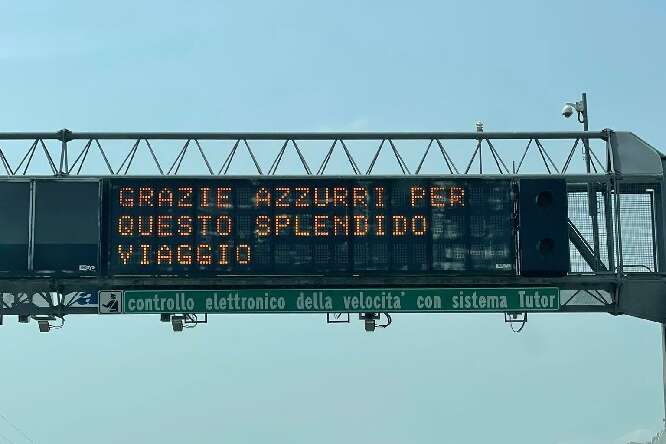 GRAZIE AZZURRI PER
QUESTO SPLENDIDO
VIAGGIO
controllo elettronico della velocita' con sistema Tutor